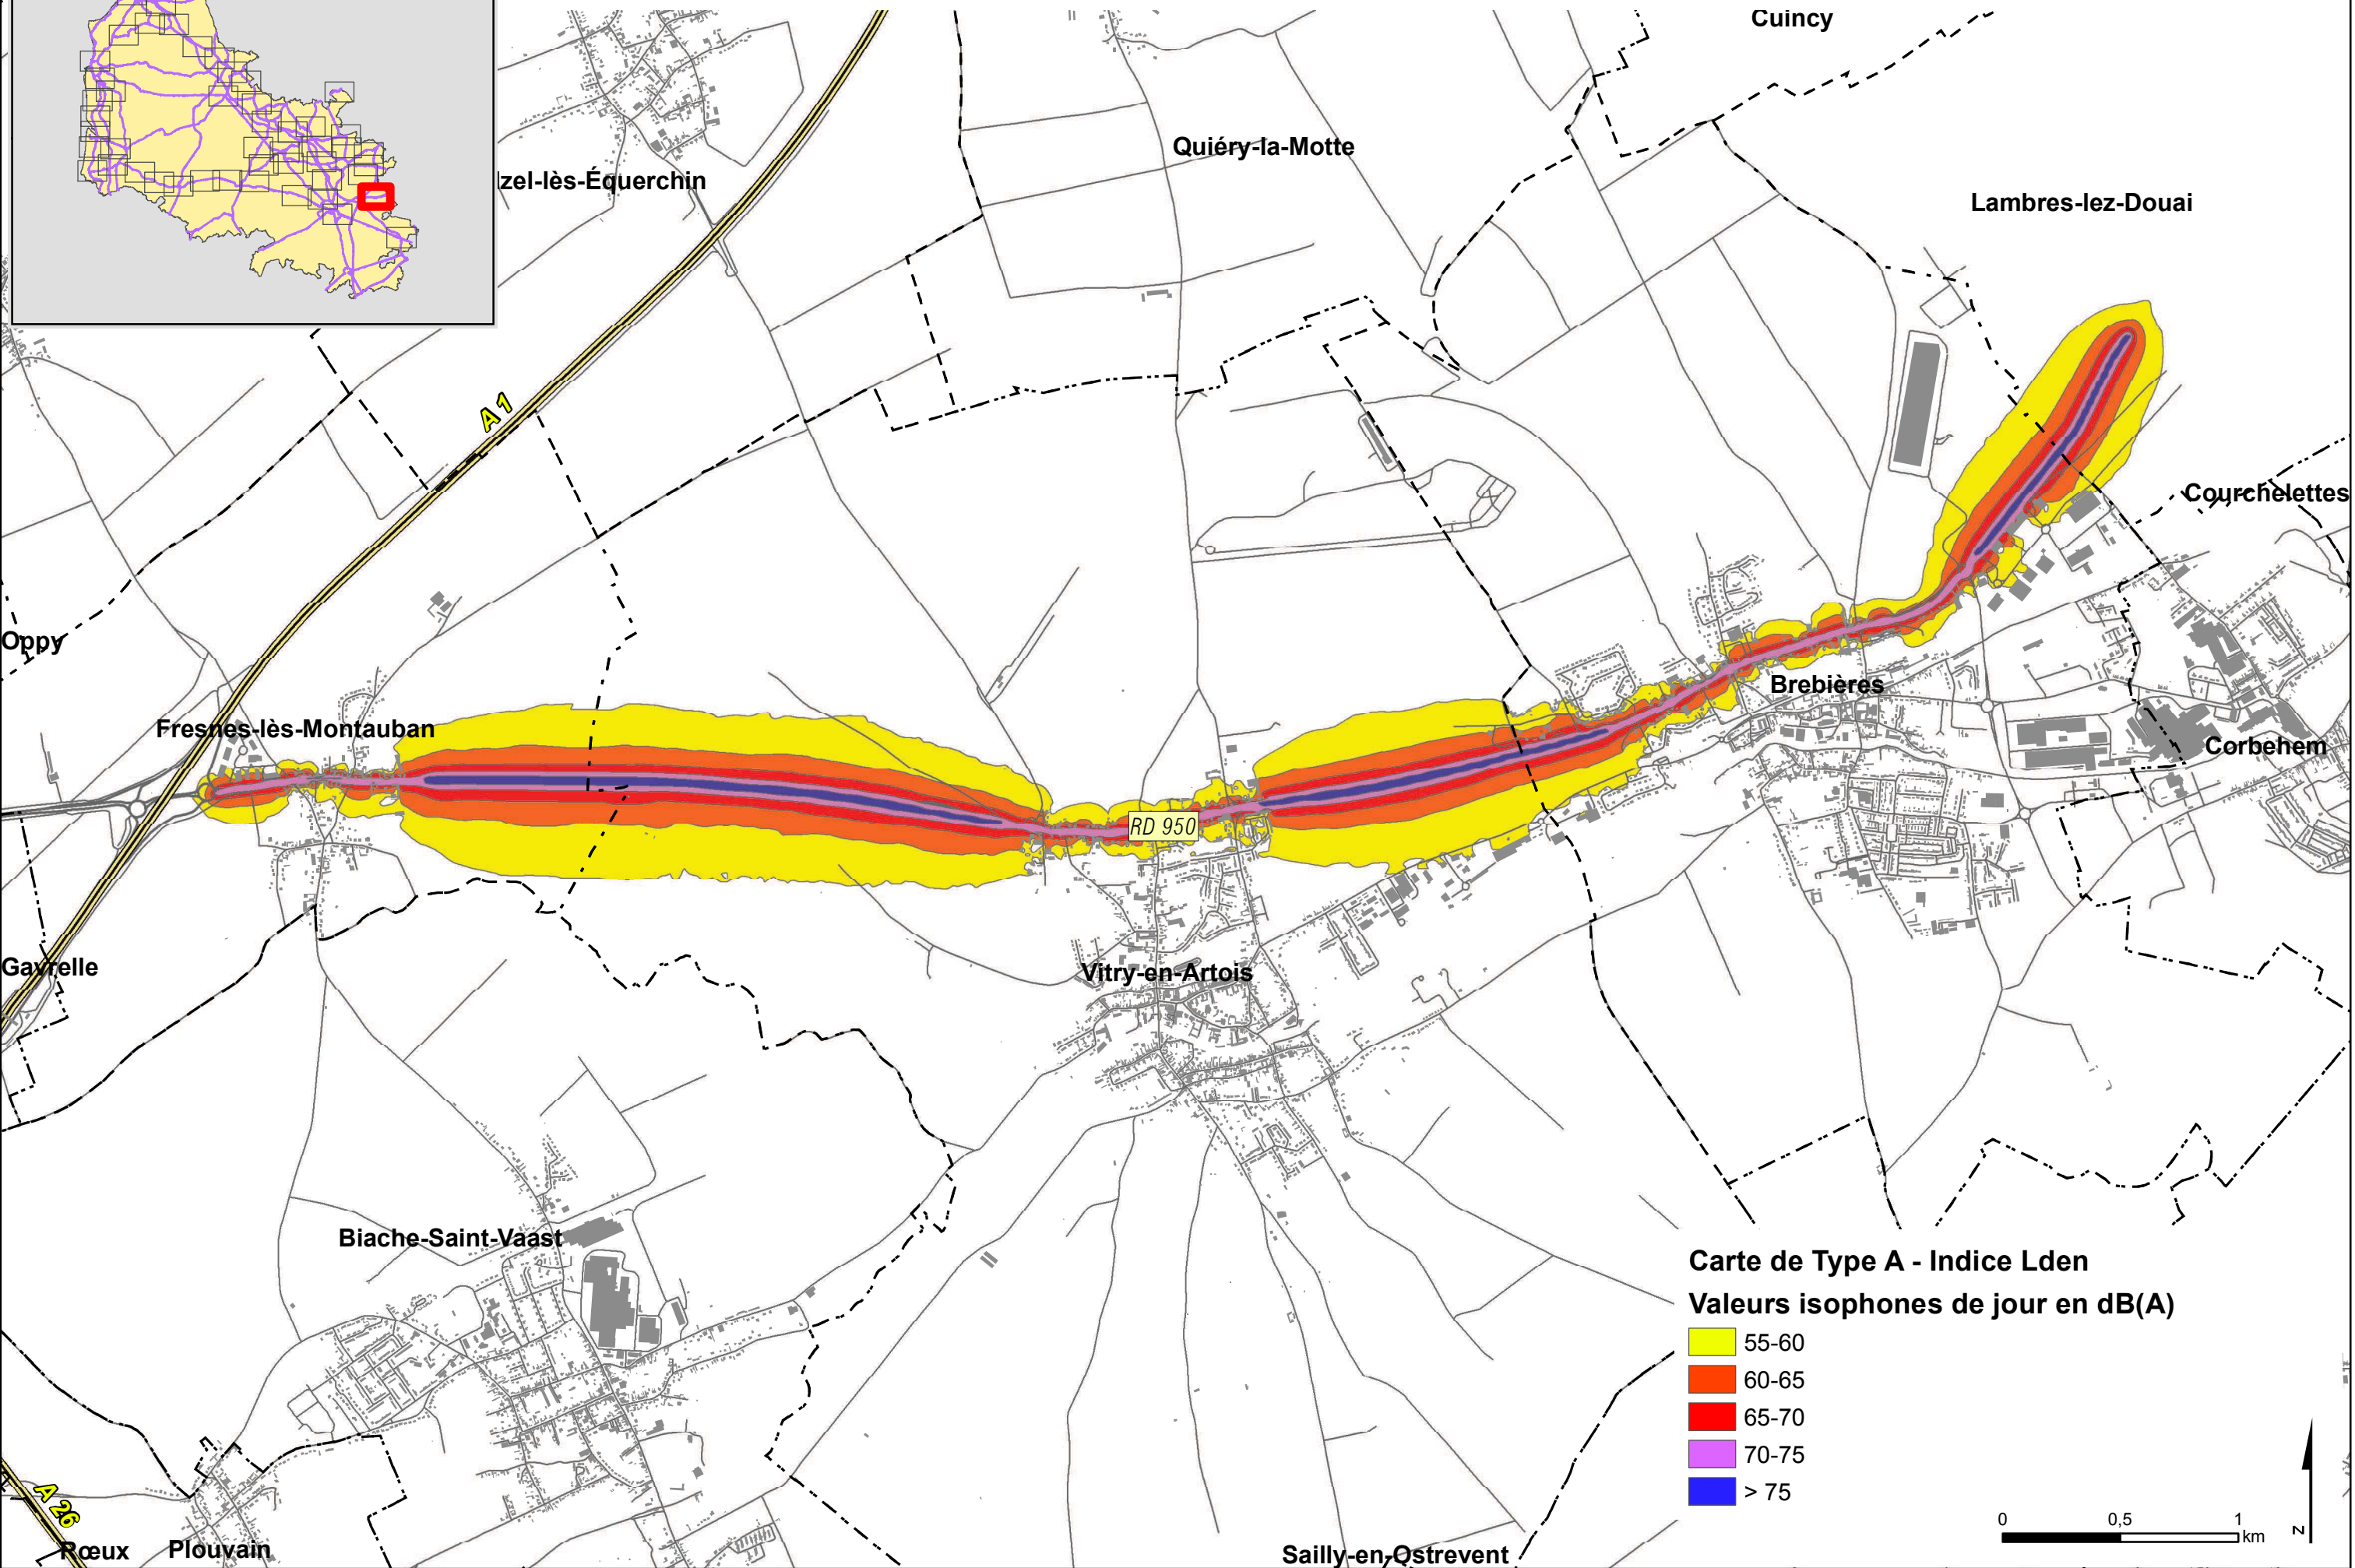 Cuincy
Quiéry-la-Motte
Izel-lès-Équerchin
Lambres-lez-Douai
A 1
Courchelettes
Oppy
Brebières
Fresnes-lès-Montauban
Corbehem
RD 950
Gavrelle
Vitry-en-Artois
Biache-Saint-Vaast
Carte de Type A - Indice Lden
Valeurs isophones de jour en dB(A)
55-60
60-65
65-70
70-75
> 75
A 26
0 0,5 1
km
N
Rœux
Plouvain
Sailly-en-Ostrevent